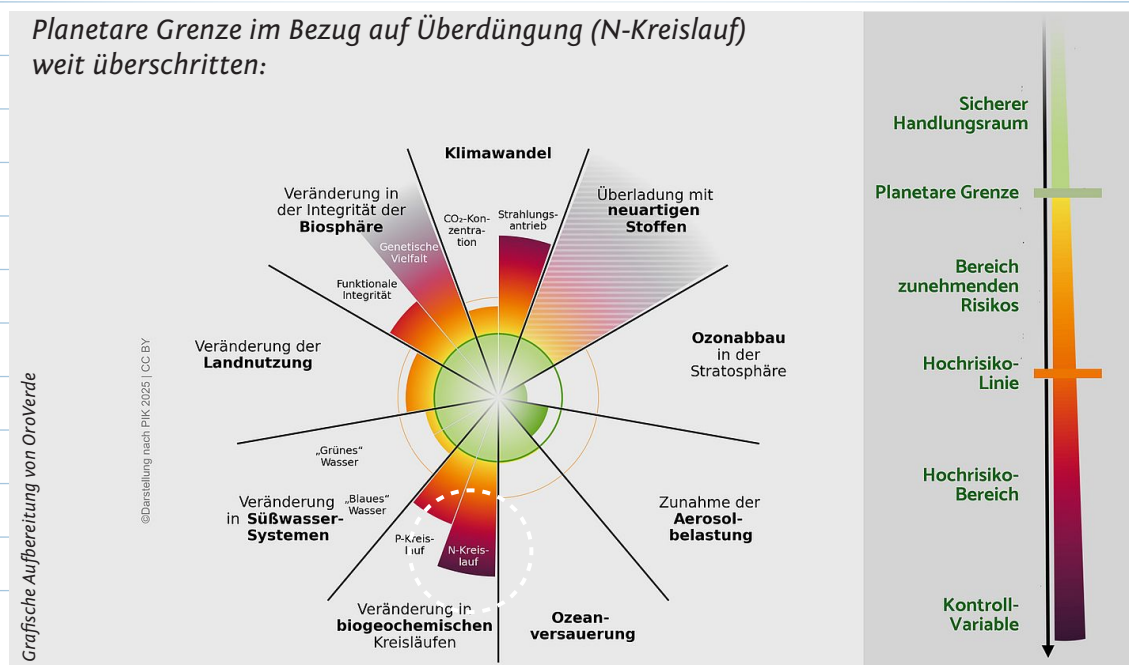 Planetare Grenze im Bezug auf Überdüngung (N-Kreislauf)
weit überschritten:
Klimawandel
CO₂-Kon-
zentra-
tion
Strahlungs-
antrieb
Überladung mit
neuartigen
Stoffen
Ozonabbau
in der
Stratosphäre
Zunahme der
Aerosol-
belastung
Ozean-
versauerung
Veränderung in
biogeochemischen
Kreisläufen
P-Kreis-
lauf
N-Kreis-
lauf
Veränderung
in Süßwasser-
Systemen
„Grünes“
Wasser
„Blaues“
Wasser
Veränderung der
Landnutzung
Veränderung in
der Integrität der
Biosphäre
Genetische
Vielfalt
Funktionale
Integrität
Sicherer
Handlungsraum
Planetare Grenze
Bereich
zunehmenden
Risikos
Hochrisiko-
Linie
Hochrisiko-
Bereich
Kontroll-
Variable
©Darstellung nach PIK 2025 | CC BY
Grafische Aufbereitung von OroVerde